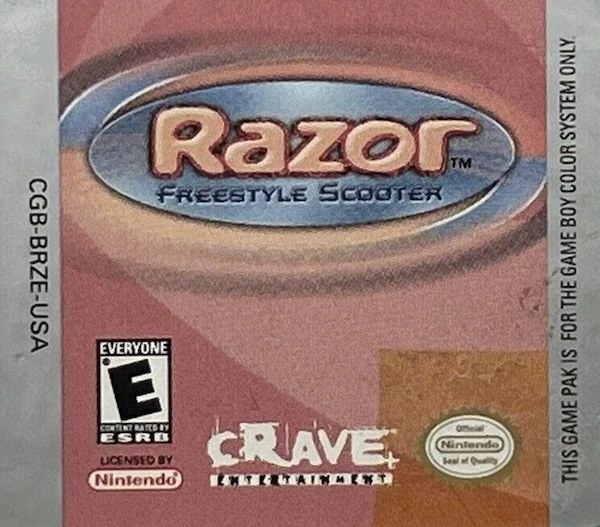 Razor™
FREESTYLE SCOOTER
CGB-BRZE-USA
THIS GAME PAK IS FOR THE GAME BOY COLOR SYSTEM ONLY.
EVERYONE
E
CONTENT RATED BY
ESRB
LICENSED BY
Nintendo®
CRAVE
ENTERTAINMENT
Official
Nintendo
Seal of Quality